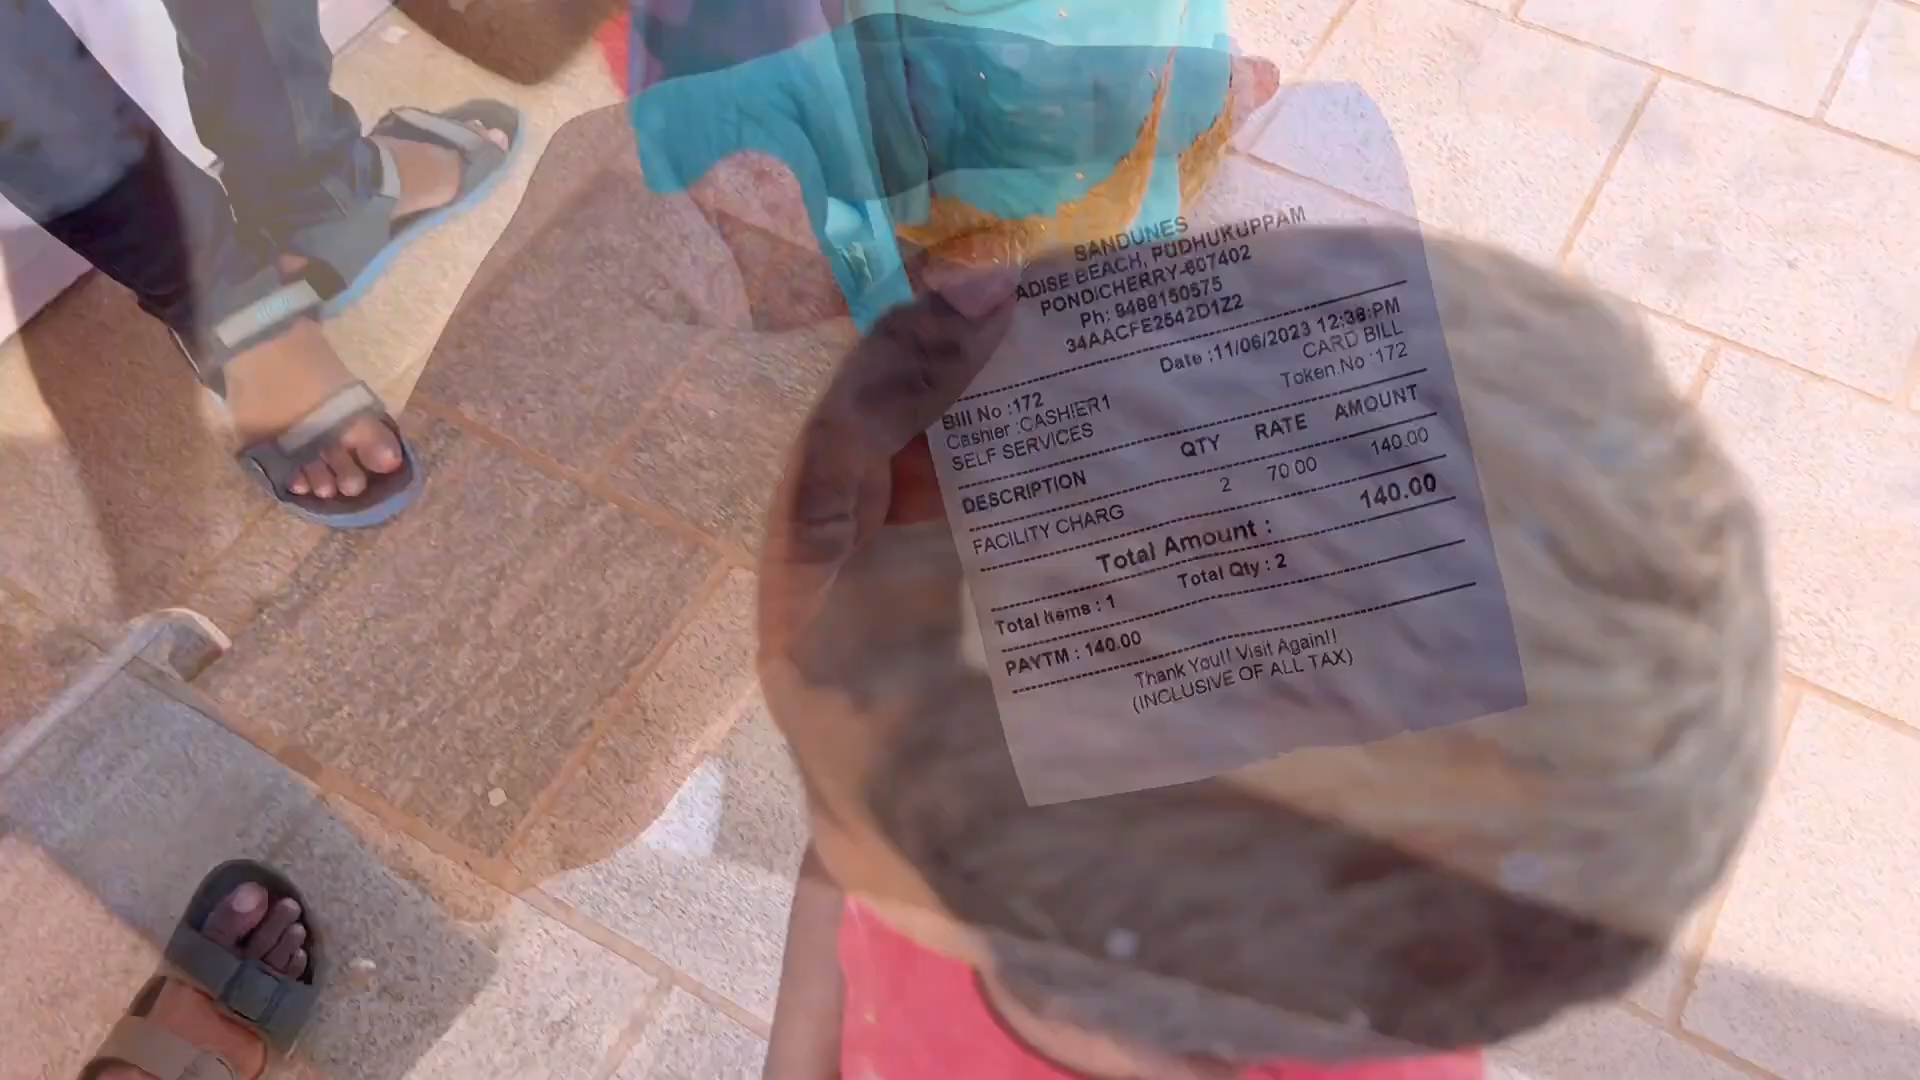 SANDUNES
ADISE BEACH, PUDHUKUPPAM
PONDICHERRY-607402
Ph: 9488150575
34AACFE2542D1Z2
Date :11/06/2023 12:38:PM
Bill No :172 CARD BILL
Cashier :CASHIER1 Token.No :172
SELF SERVICES
DESCRIPTION QTY RATE AMOUNT
FACILITY CHARG 2 70 00 140.00
Total Amount : 140.00
Total Items : 1 Total Qty : 2
PAYTM : 140.00
Thank You!! Visit Again!!
(INCLUSIVE OF ALL TAX)